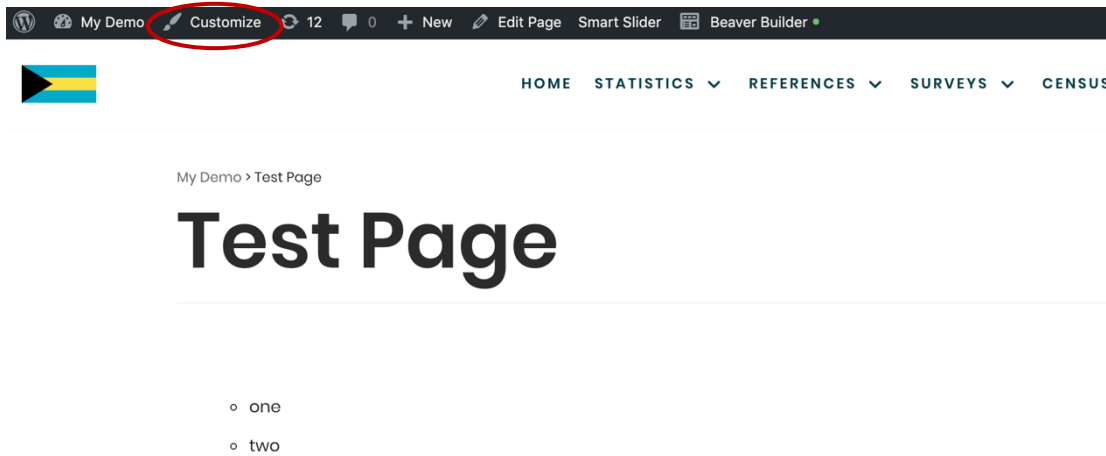 My Demo Customize 12 0 New Edit Page Smart Slider Beaver Builder
HOME STATISTICS REFERENCES SURVEYS CENSUS
My Demo > Test Page
Test Page
one
two